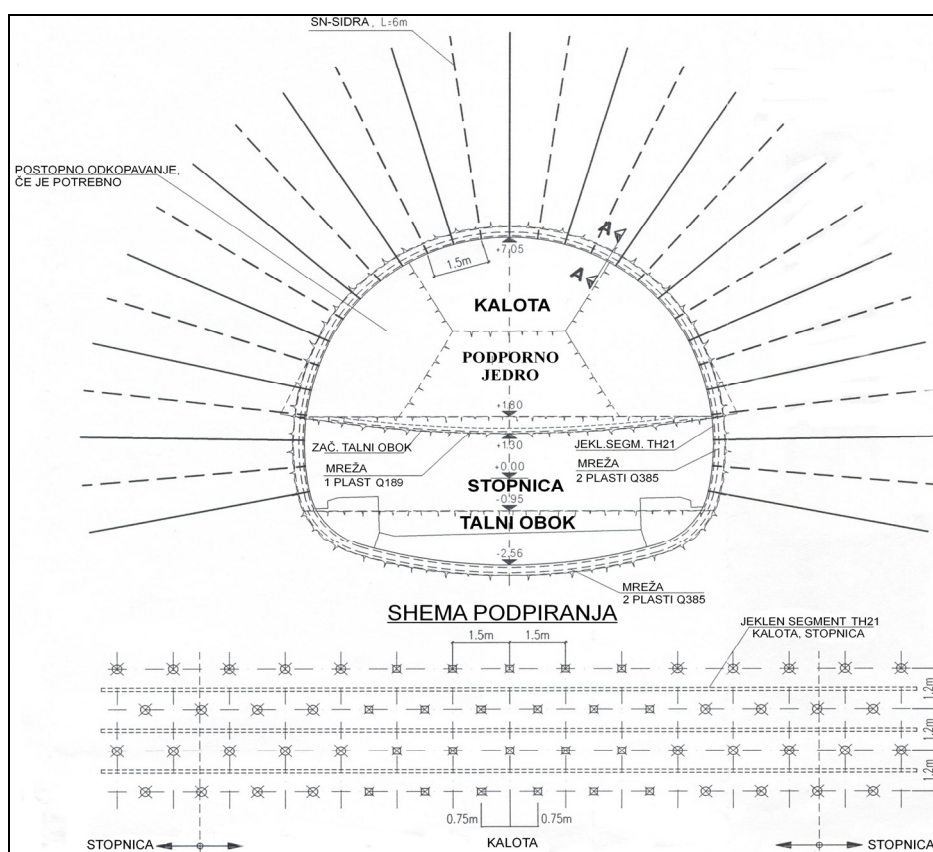 SN-SIDRA, L=6m
POSTOPNO ODKOPAVANJE,
ČE JE POTREBNO
A
+7.05
A
1.5m
KALOTA
PODPORNO
JEDRO
+1.80
ZAČ. TALNI OBOK
+1.30
JEKL.SEGM. TH21
MREŽA
1 PLAST Q189
±0.00
MREŽA
2 PLASTI Q385
STOPNICA
-0.95
TALNI OBOK
-2.56
MREŽA
2 PLASTI Q385
SHEMA PODPIRANJA
JEKLEN SEGMENT TH21
KALOTA, STOPNICA
1.5m 1.5m
1.2m
1.2m
1.2m
0.75m 0.75m
STOPNICA KALOTA STOPNICA